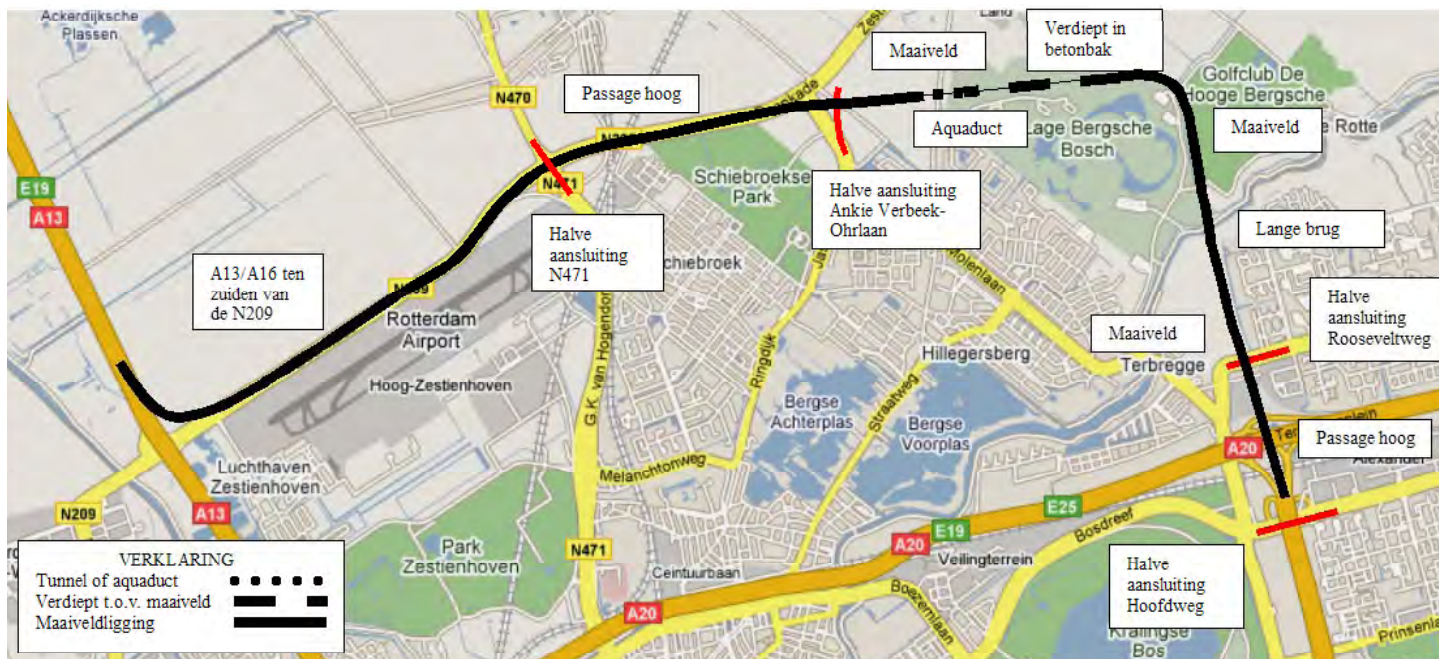 Ackerdijksche
Plassen
Land
Verdiept in
betonbak
Maaiveld
Golfclub De
Hooge Bergsche
N470
Passage hoog
Aquaduct
Lage Bergsche
Bosch
Maaiveld
Rotte
E19
A13
N471
Schiebroekse
Park
Halve aansluiting
Ankie Verbeek-
Ohrlaan
Lange brug
Halve
aansluiting
N471
A13/A16 ten
zuiden van
de N209
Rotterdam
Airport
Hoog-Zestienhoven
G.K. van Hogendor
Ringdijk
Molenlaan
Hillegersberg
Straatweg
Maaiveld
Terbregge
Halve
aansluiting
Rooseveltweg
Bergse
Achterplas
Bergse
Voorplas
Passage hoog
A20
Alexander
Melanchtonweg
Luchthaven
Zestienhoven
N209
A13
E25
E19
A20
Bosdreef
Park
Zestienhoven
N471
Ceintuurbaan
Veilingterrein
Boezemlaan
A20
Halve
aansluiting
Hoofdweg
Kralingse
Bos
Prinsenla
VERKLARING
Tunnel of aquaduct
Verdiept t.o.v. maaiveld
Maaiveldligging